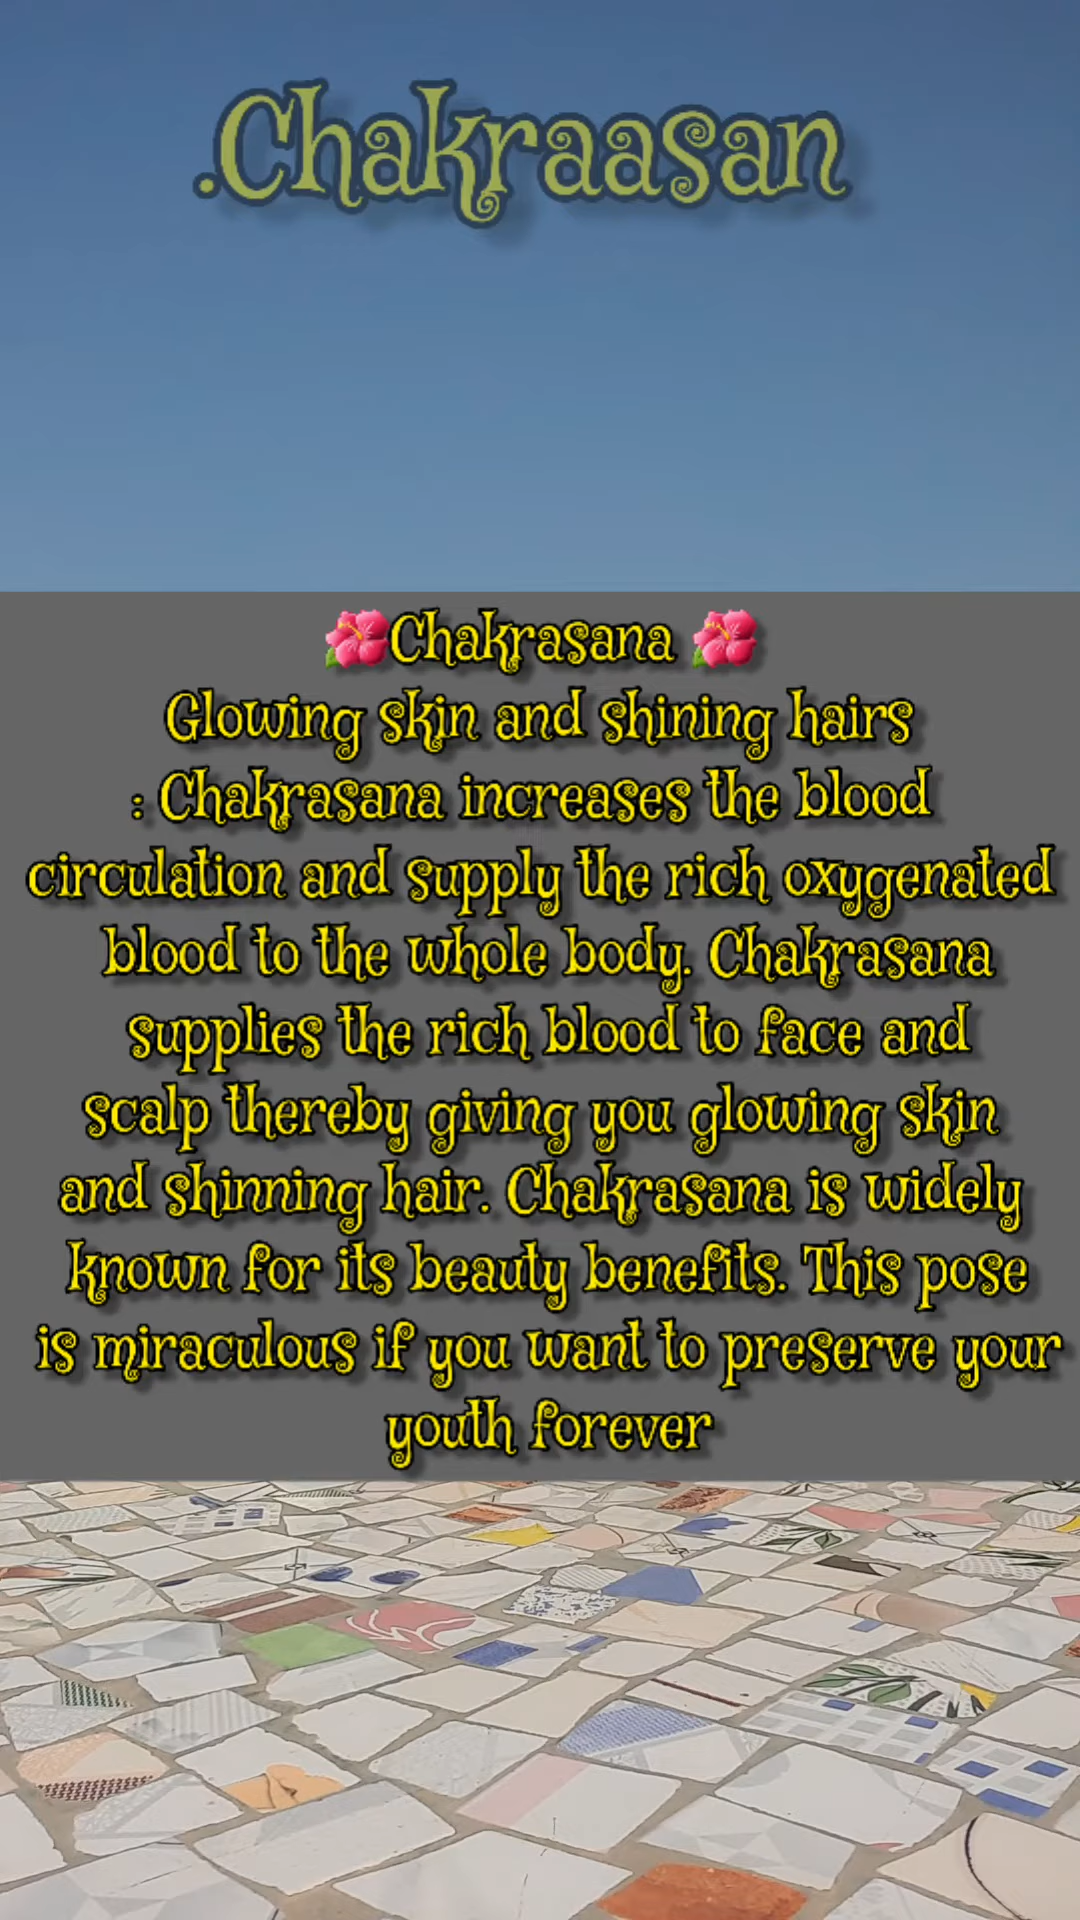 .Chakraasan
🌺Chakrasana 🌺
Glowing skin and shining hairs
: Chakrasana increases the blood
circulation and supply the rich oxygenated
blood to the whole body. Chakrasana
supplies the rich blood to face and
scalp thereby giving you glowing skin
and shinning hair. Chakrasana is widely
known for its beauty benefits. This pose
is miraculous if you want to preserve your
youth forever